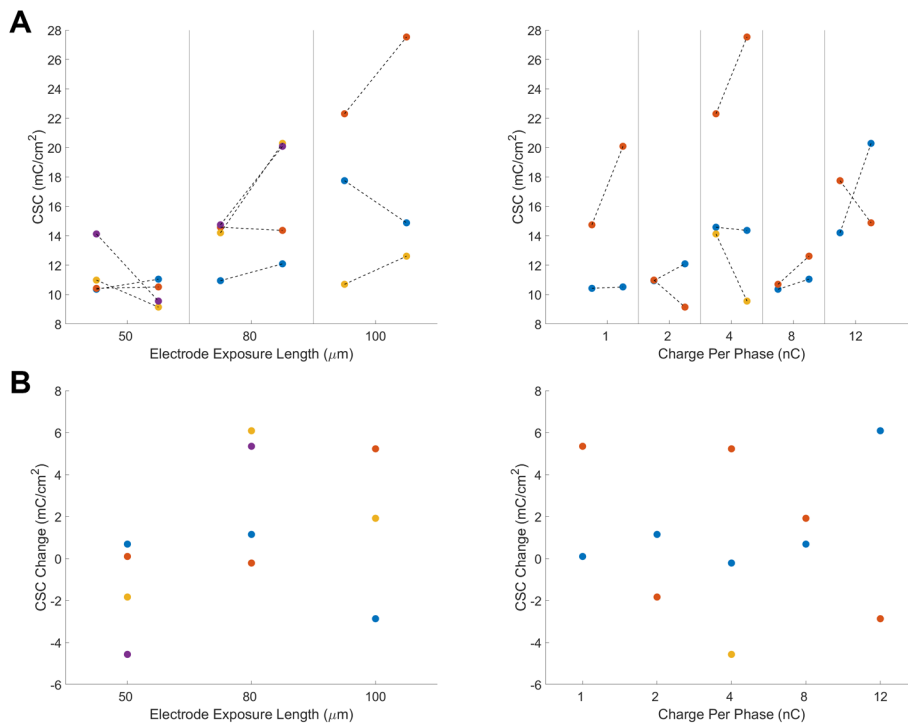 A
CSC (mC/cm²)
28
26
24
22
20
18
16
14
12
10
8
50 80 100
Electrode Exposure Length (μm)
CSC (mC/cm²)
28
26
24
22
20
18
16
14
12
10
8
1 2 4 8 12
Charge Per Phase (nC)
B
CSC Change (mC/cm²)
8
6
4
2
0
-2
-4
-6
50 80 100
Electrode Exposure Length (μm)
CSC Change (mC/cm²)
8
6
4
2
0
-2
-4
-6
1 2 4 8 12
Charge Per Phase (nC)